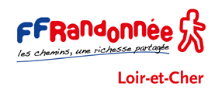 FFRandonnée
les chemins, une richesse partagée
Loir-et-Cher